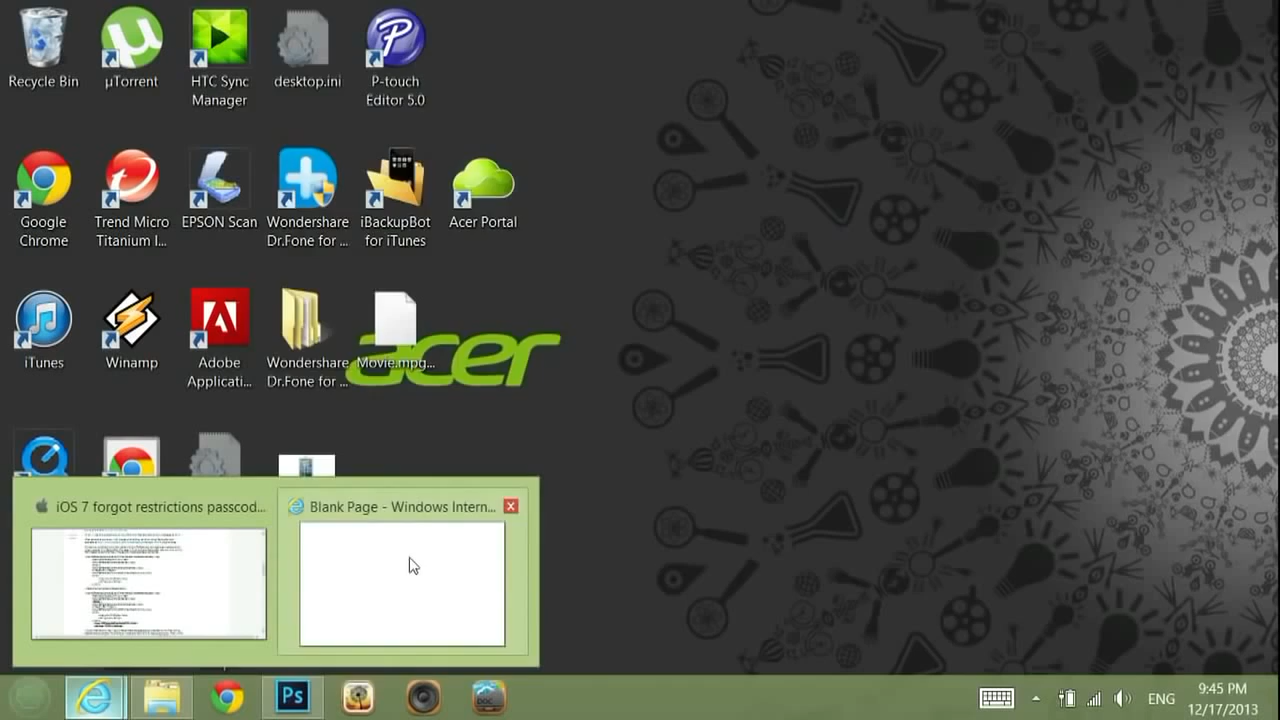 Recycle Bin
µTorrent
HTC Sync
Manager
desktop.ini
P-touch
Editor 5.0
Google
Chrome
Trend Micro
Titanium I...
EPSON Scan
Wondershare
Dr.Fone for ...
iBackupBot
for iTunes
Acer Portal
iTunes
Winamp
Adobe
Applicati...
Wondershare
Dr.Fone for ...
Movie.mpg...
acer
iOS 7 forgot restrictions passcod...
Blank Page - Windows Intern...
Ps
DOC
ENG
9:45 PM
12/17/2013